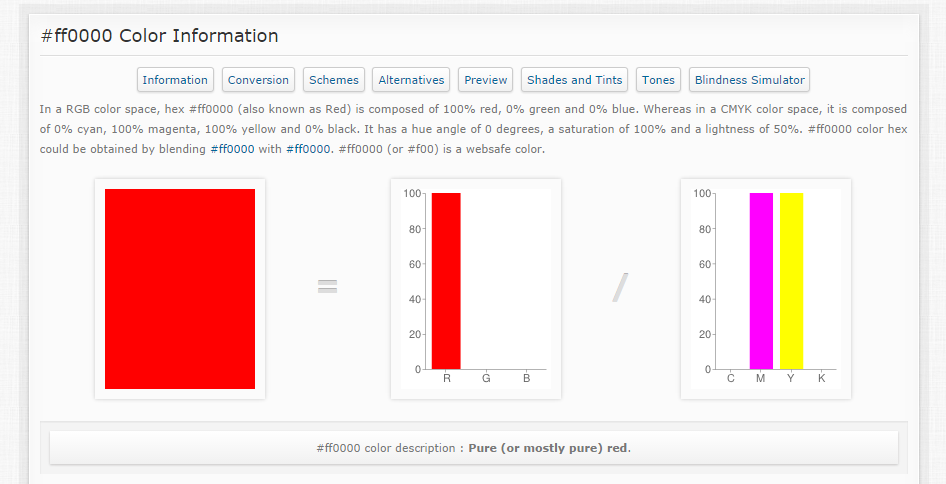 #ff0000 Color Information
Information Conversion Schemes Alternatives Preview Shades and Tints Tones Blindness Simulator
In a RGB color space, hex #ff0000 (also known as Red) is composed of 100% red, 0% green and 0% blue. Whereas in a CMYK color space, it is composed
of 0% cyan, 100% magenta, 100% yellow and 0% black. It has a hue angle of 0 degrees, a saturation of 100% and a lightness of 50%. #ff0000 color hex
could be obtained by blending #ff0000 with #ff0000. #ff0000 (or #f00) is a websafe color.
=
100
80
60
40
20
0
R G B
/
100
80
60
40
20
0
C M Y K
#ff0000 color description : Pure (or mostly pure) red.